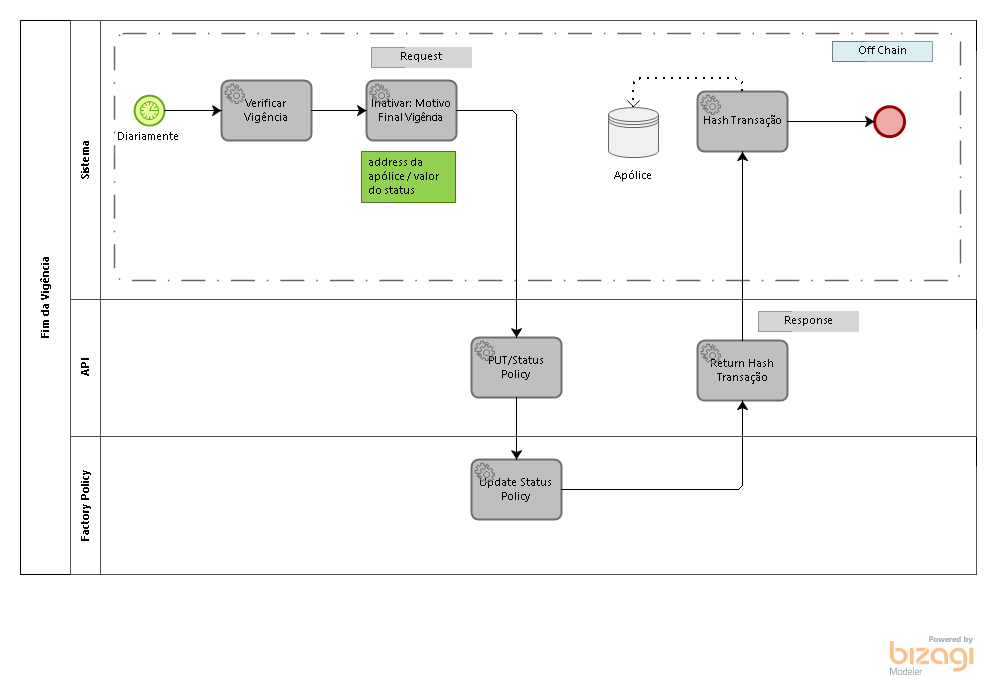 Fim da Vigência
Sistema
API
Factory Policy
Request
Off Chain
Diariamente
Verificar
Vigência
Inativar: Motivo
Final Vigência
address da
apólice / valor
do status
Apólice
Hash Transação
PUT/Status
Policy
Response
Return Hash
Transação
Update Status
Policy
Powered by
bizagi
Modeler